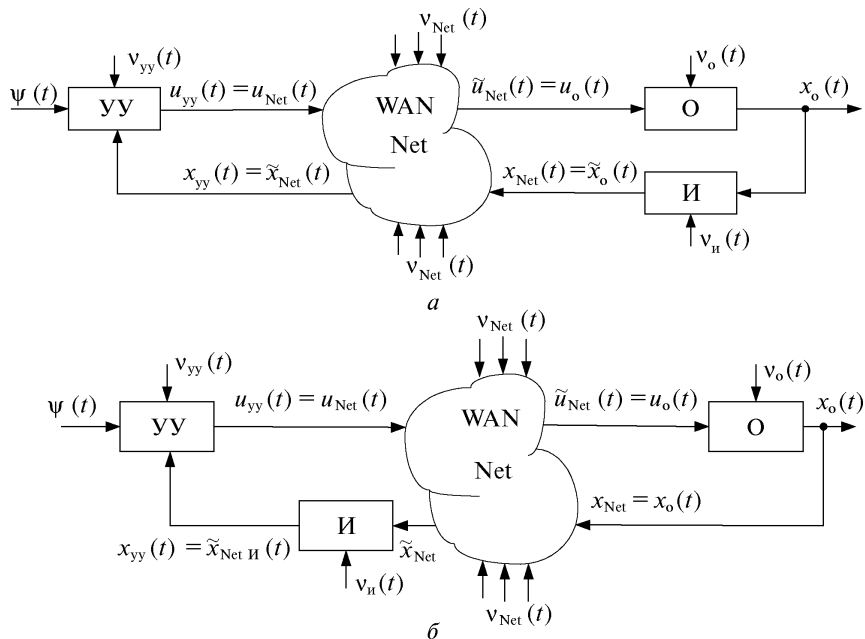 ν_Net (t)
ν_уу(t)
ν_о(t)
ψ (t)
u_уу(t) = u_Net(t)
ũ_Net(t) = u_о(t)
x_о(t)
УУ
WAN
О
Net
x_уу(t) = x̃_Net(t)
x_Net(t) = x̃_о(t)
И
ν_и(t)
ν_Net (t)
а
ν_Net (t)
ν_уу(t)
ν_о(t)
ψ (t)
u_уу(t) = u_Net(t)
ũ_Net(t) = u_о(t)
x_о(t)
УУ
WAN
О
Net
x_Net = x_о(t)
И
x_уу(t) = x̃_Net И(t)
x̃_Net
ν_и(t)
ν_Net(t)
б